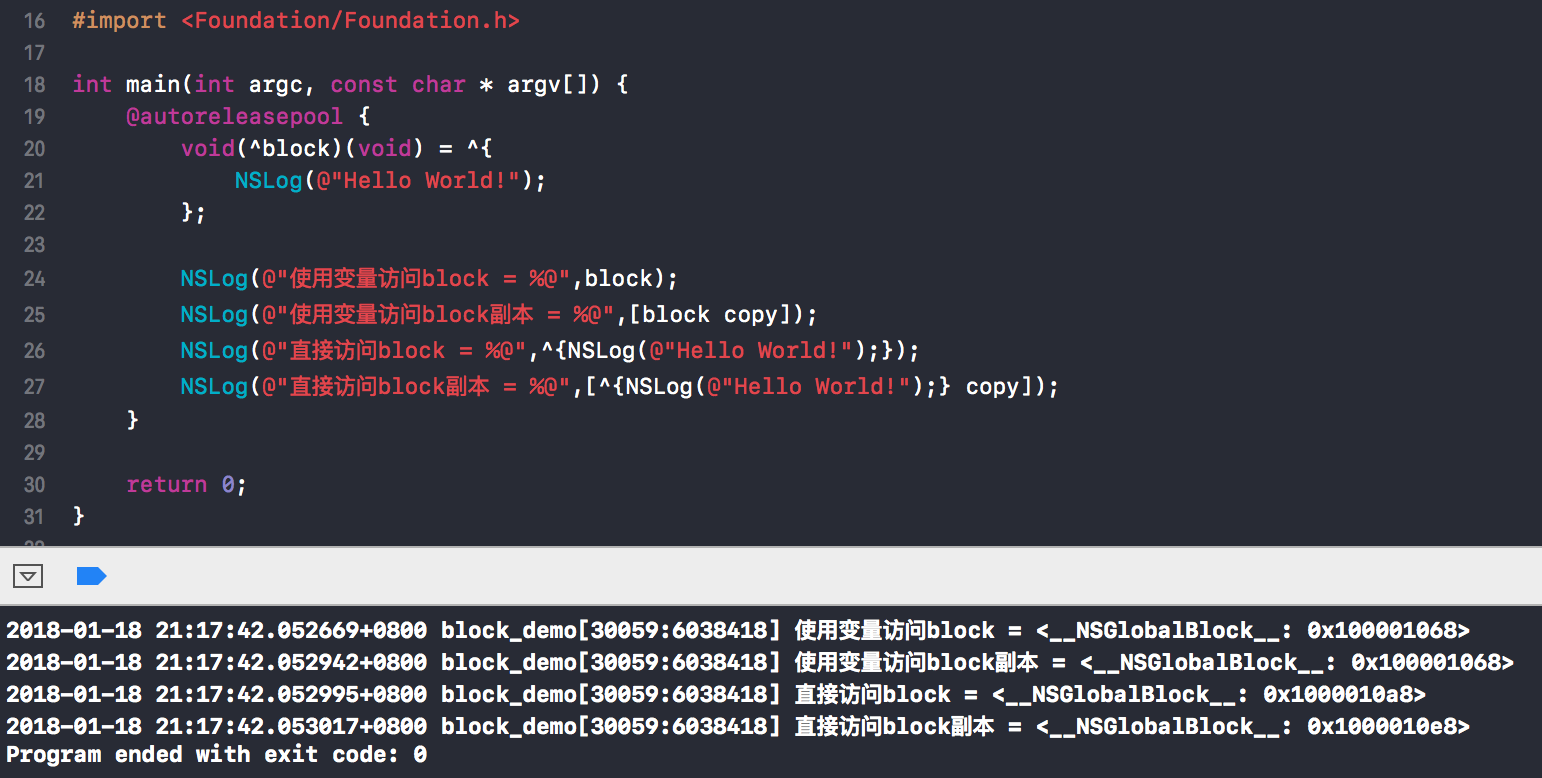 16 #import <Foundation/Foundation.h>
17
18 int main(int argc, const char * argv[]) {
19     @autoreleasepool {
20         void(^block)(void) = ^{
21             NSLog(@"Hello World!");
22         };
23
24         NSLog(@"使用变量访问block = %@",block);
25         NSLog(@"使用变量访问block副本 = %@",[block copy]);
26         NSLog(@"直接访问block = %@",^{NSLog(@"Hello World!");});
27         NSLog(@"直接访问block副本 = %@",[^{NSLog(@"Hello World!");} copy]);
28     }
29
30     return 0;
31 }
2018-01-18 21:17:42.052669+0800 block_demo[30059:6038418] 使用变量访问block = <__NSGlobalBlock__: 0x100001068>
2018-01-18 21:17:42.052942+0800 block_demo[30059:6038418] 使用变量访问block副本 = <__NSGlobalBlock__: 0x100001068>
2018-01-18 21:17:42.052995+0800 block_demo[30059:6038418] 直接访问block = <__NSGlobalBlock__: 0x1000010a8>
2018-01-18 21:17:42.053017+0800 block_demo[30059:6038418] 直接访问block副本 = <__NSGlobalBlock__: 0x1000010e8>
Program ended with exit code: 0